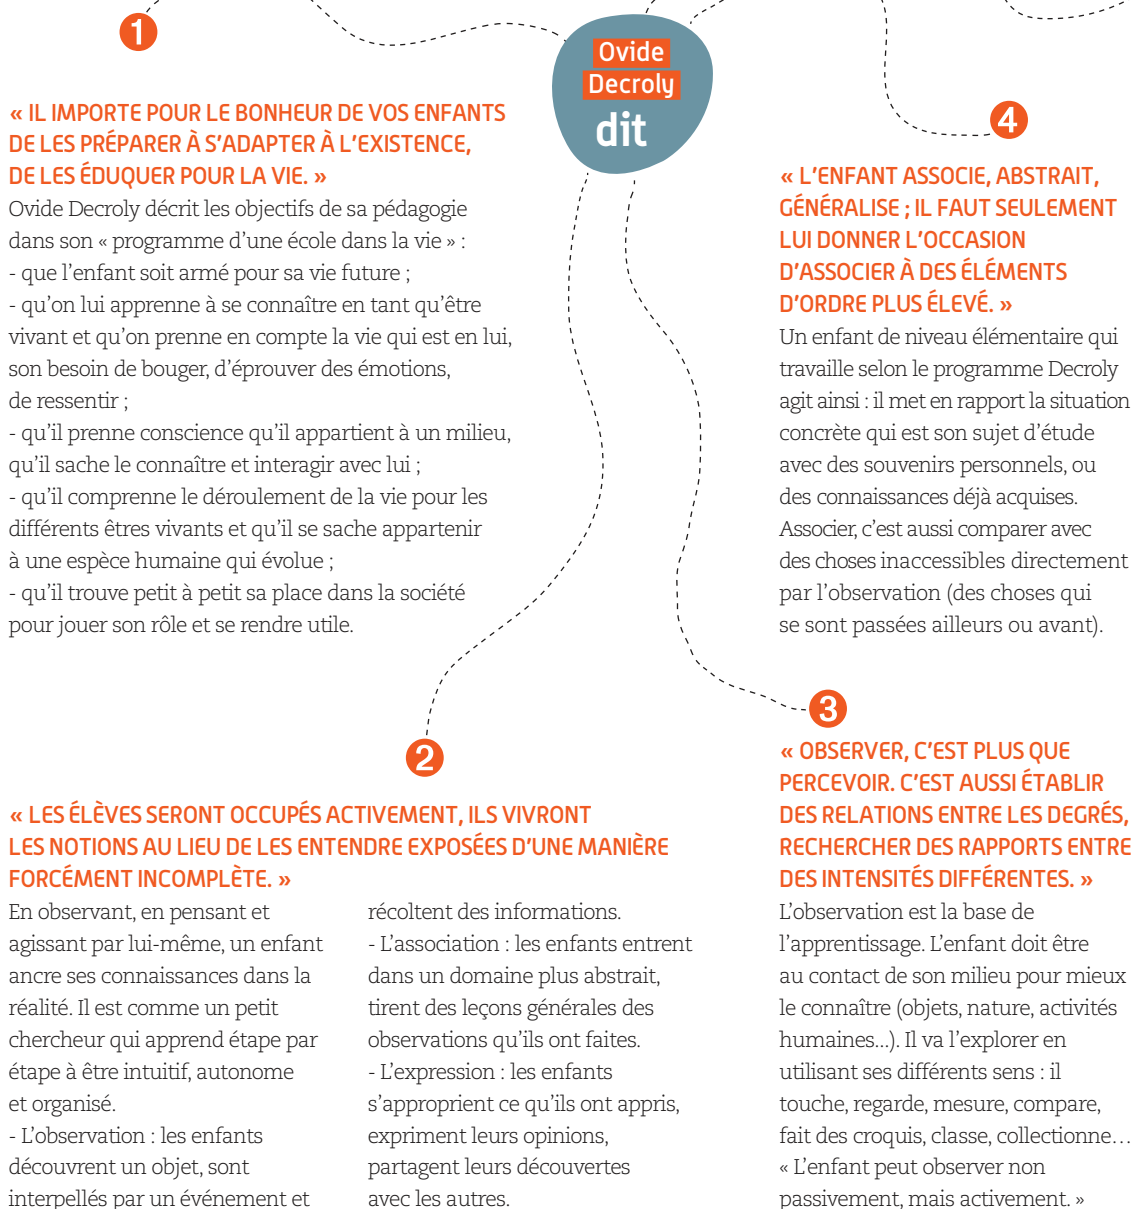 Ovide
Decroly
dit
1
« IL IMPORTE POUR LE BONHEUR DE VOS ENFANTS
DE LES PRÉPARER À S’ADAPTER À L’EXISTENCE,
DE LES ÉDUQUER POUR LA VIE. »
Ovide Decroly décrit les objectifs de sa pédagogie
dans son « programme d’une école dans la vie » :
- que l’enfant soit armé pour sa vie future ;
- qu’on lui apprenne à se connaître en tant qu’être
vivant et qu’on prenne en compte la vie qui est en lui,
son besoin de bouger, d’éprouver des émotions,
de ressentir ;
- qu’il prenne conscience qu’il appartient à un milieu,
qu’il sache le connaître et interagir avec lui ;
- qu’il comprenne le déroulement de la vie pour les
différents êtres vivants et qu’il se sache appartenir
à une espèce humaine qui évolue ;
- qu’il trouve petit à petit sa place dans la société
pour jouer son rôle et se rendre utile.
2
« LES ÉLÈVES SERONT OCCUPÉS ACTIVEMENT, ILS VIVRONT
LES NOTIONS AU LIEU DE LES ENTENDRE EXPOSÉES D’UNE MANIÈRE
FORCÉMENT INCOMPLÈTE. »
En observant, en pensant et
agissant par lui-même, un enfant
ancre ses connaissances dans la
réalité. Il est comme un petit
chercheur qui apprend étape par
étape à être intuitif, autonome
et organisé.
- L’observation : les enfants
découvrent un objet, sont
interpellés par un événement et
récoltent des informations.
- L’association : les enfants entrent
dans un domaine plus abstrait,
tirent des leçons générales des
observations qu’ils ont faites.
- L’expression : les enfants
s’approprient ce qu’ils ont appris,
expriment leurs opinions,
partagent leurs découvertes
avec les autres.
3
« OBSERVER, C’EST PLUS QUE
PERCEVOIR. C’EST AUSSI ÉTABLIR
DES RELATIONS ENTRE LES DEGRÉS,
RECHERCHER DES RAPPORTS ENTRE
DES INTENSITÉS DIFFÉRENTES. »
L’observation est la base de
l’apprentissage. L’enfant doit être
au contact de son milieu pour mieux
le connaître (objets, nature, activités
humaines…). Il va l’explorer en
utilisant ses différents sens : il
touche, regarde, mesure, compare,
fait des croquis, classe, collectionne…
« L’enfant peut observer non
passivement, mais activement. »
4
« L’ENFANT ASSOCIE, ABSTRAIT,
GÉNÉRALISE ; IL FAUT SEULEMENT
LUI DONNER L’OCCASION
D’ASSOCIER À DES ÉLÉMENTS
D’ORDRE PLUS ÉLEVÉ. »
Un enfant de niveau élémentaire qui
travaille selon le programme Decroly
agit ainsi : il met en rapport la situation
concrète qui est son sujet d’étude
avec des souvenirs personnels, ou
des connaissances déjà acquises.
Associer, c’est aussi comparer avec
des choses inaccessibles directement
par l’observation (des choses qui
se sont passées ailleurs ou avant).